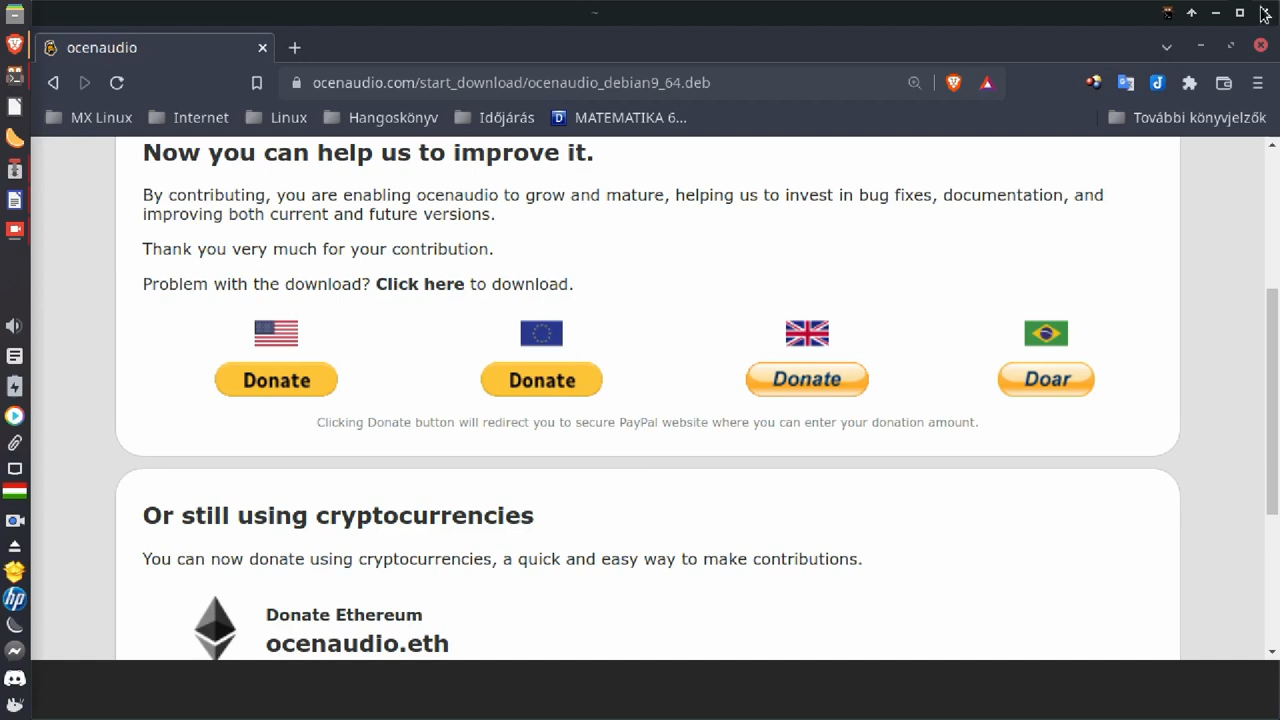 ~
ocenaudio
ocenaudio.com/start_download/ocenaudio_debian9_64.deb
MX Linux
Internet
Linux
Hangoskönyv
Időjárás
MATEMATIKA 6...
További könyvjelzők
Now you can help us to improve it.
By contributing, you are enabling ocenaudio to grow and mature, helping us to invest in bug fixes, documentation, and
improving both current and future versions.
Thank you very much for your contribution.
Problem with the download? Click here to download.
Donate
Donate
Donate
Doar
Clicking Donate button will redirect you to secure PayPal website where you can enter your donation amount.
Or still using cryptocurrencies
You can now donate using cryptocurrencies, a quick and easy way to make contributions.
Donate Ethereum
ocenaudio.eth